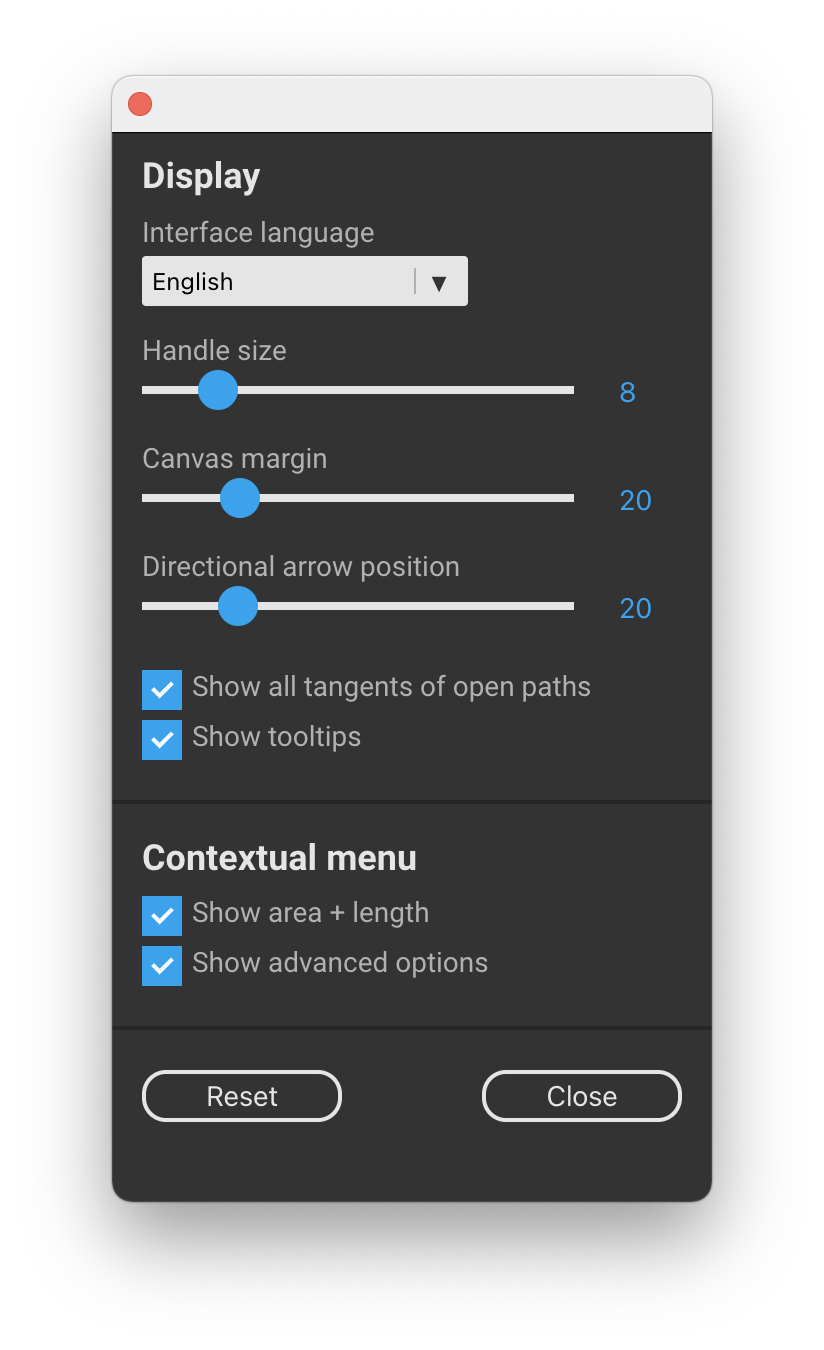 Display
Interface language
English
Handle size
8
Canvas margin
20
Directional arrow position
20
Show all tangents of open paths
Show tooltips
Contextual menu
Show area + length
Show advanced options
Reset
Close